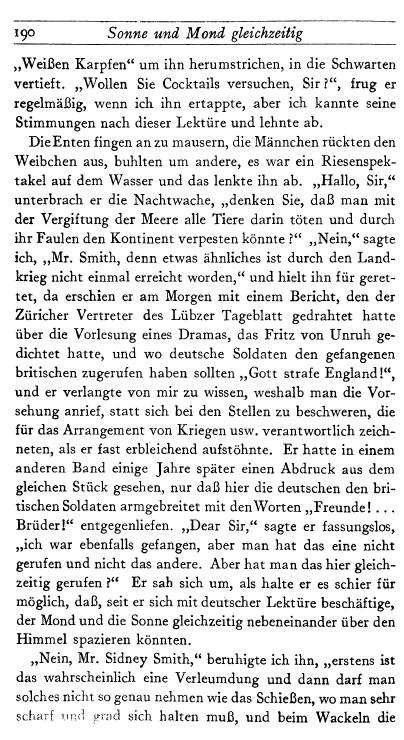 190 Sonne und Mond gleichzeitig
„Weißen Karpfen“ um ihn herumstrichen, in die Schwarten
vertieft. „Wollen Sie Cocktails versuchen, Sir?“, frug er
regelmäßig, wenn ich ihn ertappte, aber ich kannte seine
Stimmungen nach dieser Lektüre und lehnte ab.
Die Enten fingen an zu mausern, die Männchen rückten den
Weibchen aus, buhlten um andere, es war ein Riesenspek-
takel auf dem Wasser und das lenkte ihn ab. „Hallo, Sir,“
unterbrach er die Nachtwache, „denken Sie, daß man mit
der Vergiftung der Meere alle Tiere darin töten und durch
ihr Faulen den Kontinent verpesten könnte?“ „Nein,“ sagte
ich, „Mr. Smith, denn etwas ähnliches ist durch den Land-
krieg nicht einmal erreicht worden,“ und hielt ihn für geret-
tet, da erschien er am Morgen mit einem Bericht, den der
Züricher Vertreter des Lübzer Tageblatt gedrahtet hatte
über die Vorlesung eines Dramas, das Fritz von Unruh ge-
dichtet hatte, und wo deutsche Soldaten den gefangenen
britischen zugerufen haben sollten „Gott strafe England!“,
und er verlangte von mir zu wissen, weshalb man die Vor-
sehung anrief, statt sich bei den Stellen zu beschweren, die
für das Arrangement von Kriegen usw. verantwortlich zeich-
neten, als er fast erbleichend aufstöhnte. Er hatte in einem
anderen Band einige Jahre später einen Abdruck aus dem
gleichen Stück gesehen, nur daß hier die deutschen den bri-
tischen Soldaten armgebreitet mit den Worten „Freunde!...
Brüder!“ entgegenliefen. „Dear Sir,“ sagte er fassungslos,
„ich war ebenfalls gefangen, aber man hat das eine nicht
gerufen und nicht das andere. Aber hat man das hier gleich-
zeitig gerufen?“ Er sah sich um, als halte er es schier für
möglich, daß, seit er sich mit deutscher Lektüre beschäftige,
der Mond und die Sonne gleichzeitig nebeneinander über den
Himmel spazieren könnten.
„Nein, Mr. Sidney Smith,“ beruhigte ich ihn, „erstens ist
das wahrscheinlich eine Verleumdung und dann darf man
solches nicht so genau nehmen wie das Schießen, wo man sehr
scharf und grad sich halten muß, und beim Wackeln die